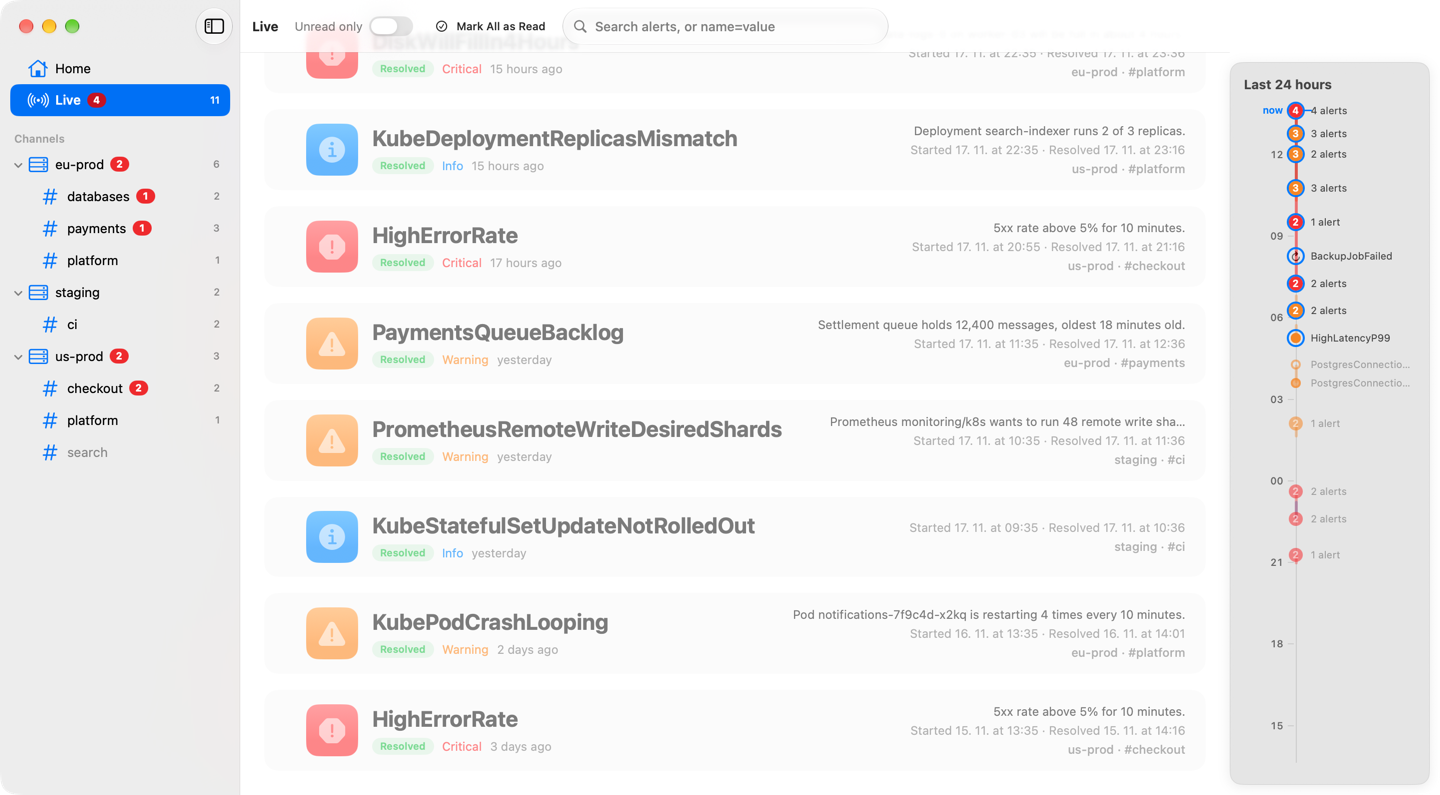 Live
Unread only
Mark All as Read
Search alerts, or name=value
Home
Live 4 11
Channels
eu-prod 2 6
databases 1 2
payments 1 3
platform 1
staging 2
ci 2
us-prod 2 3
checkout 2 2
platform 1
search
DiskWillFillIn4Hours
Resolved Critical 15 hours ago
Started 17. 11. at 22:35 · Resolved 17. 11. at 23:36
eu-prod · #platform
KubeDeploymentReplicasMismatch
Resolved Info 15 hours ago
Deployment search-indexer runs 2 of 3 replicas.
Started 17. 11. at 22:35 · Resolved 17. 11. at 23:16
us-prod · #platform
HighErrorRate
Resolved Critical 17 hours ago
5xx rate above 5% for 10 minutes.
Started 17. 11. at 20:55 · Resolved 17. 11. at 21:16
us-prod · #checkout
PaymentsQueueBacklog
Resolved Warning yesterday
Settlement queue holds 12,400 messages, oldest 18 minutes old.
Started 17. 11. at 11:35 · Resolved 17. 11. at 12:36
eu-prod · #payments
PrometheusRemoteWriteDesiredShards
Resolved Warning yesterday
Prometheus monitoring/k8s wants to run 48 remote write sha...
Started 17. 11. at 10:35 · Resolved 17. 11. at 11:36
staging · #ci
KubeStatefulSetUpdateNotRolledOut
Resolved Info yesterday
Started 17. 11. at 09:35 · Resolved 17. 11. at 10:36
staging · #ci
KubePodCrashLooping
Resolved Warning 2 days ago
Pod notifications-7f9c4d-x2kq is restarting 4 times every 10 minutes.
Started 16. 11. at 13:35 · Resolved 16. 11. at 14:01
eu-prod · #platform
HighErrorRate
Resolved Critical 3 days ago
5xx rate above 5% for 10 minutes.
Started 15. 11. at 13:35 · Resolved 15. 11. at 14:16
us-prod · #checkout
Last 24 hours
now 4 4 alerts
3 3 alerts
12 3 2 alerts
3 3 alerts
2 1 alert
09
BackupJobFailed
2 2 alerts
2 2 alerts
06
HighLatencyP99
PostgresConnectio...
PostgresConnectio...
03
2 1 alert
00
2 2 alerts
2 2 alerts
2 1 alert
21
18
15